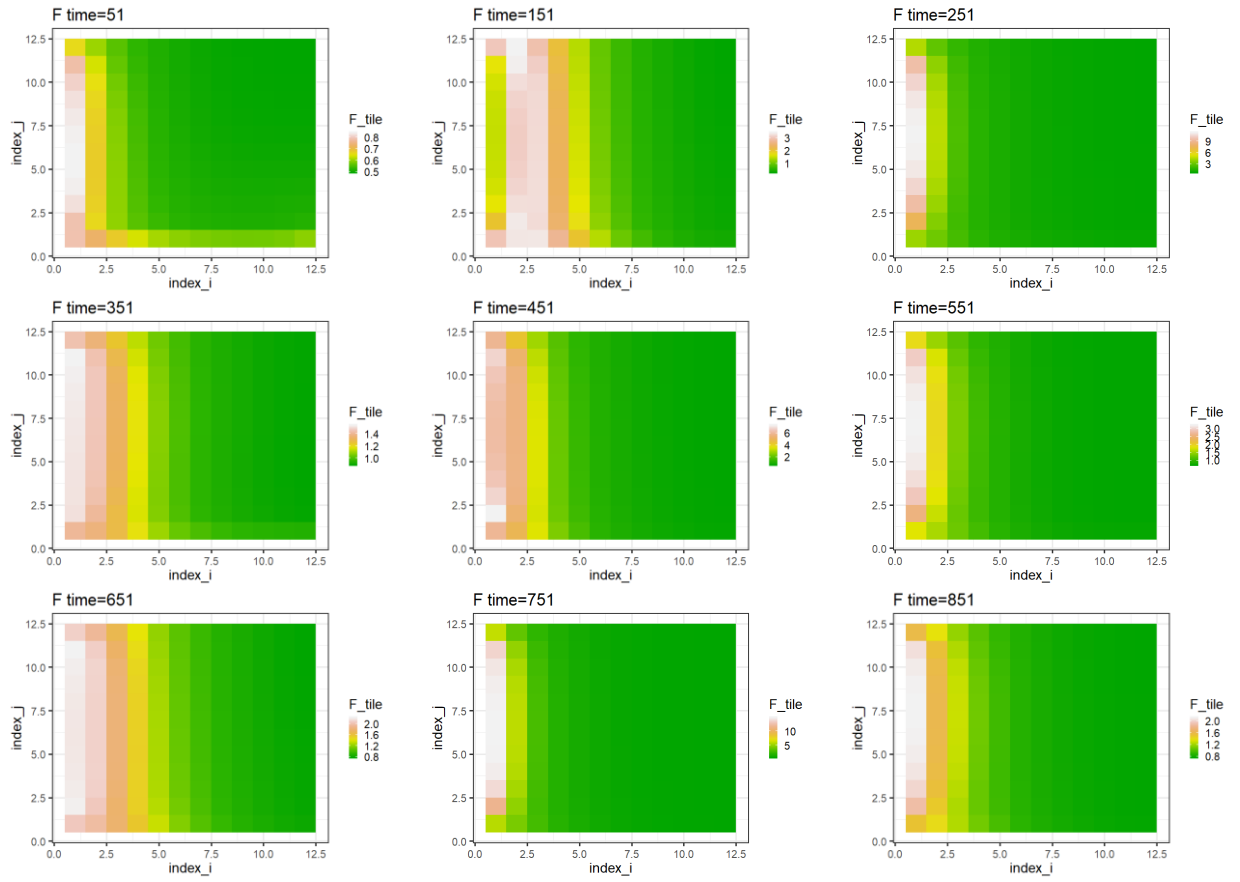 F time=51
12.5
10.0
7.5
5.0
2.5
0.0
index_j
0.0 2.5 5.0 7.5 10.0 12.5
index_i
F_tile
0.8
0.7
0.6
0.5
F time=151
12.5
10.0
7.5
5.0
2.5
0.0
index_j
0.0 2.5 5.0 7.5 10.0 12.5
index_i
F_tile
3
2
1
F time=251
12.5
10.0
7.5
5.0
2.5
0.0
index_j
0.0 2.5 5.0 7.5 10.0 12.5
index_i
F_tile
9
6
3
F time=351
12.5
10.0
7.5
5.0
2.5
0.0
index_j
0.0 2.5 5.0 7.5 10.0 12.5
index_i
F_tile
1.4
1.2
1.0
F time=451
12.5
10.0
7.5
5.0
2.5
0.0
index_j
0.0 2.5 5.0 7.5 10.0 12.5
index_i
F_tile
6
4
2
F time=551
12.5
10.0
7.5
5.0
2.5
0.0
index_j
0.0 2.5 5.0 7.5 10.0 12.5
index_i
F_tile
3.0
2.5
2.0
1.5
1.0
F time=651
12.5
10.0
7.5
5.0
2.5
0.0
index_j
0.0 2.5 5.0 7.5 10.0 12.5
index_i
F_tile
2.0
1.6
1.2
0.8
F time=751
12.5
10.0
7.5
5.0
2.5
0.0
index_j
0.0 2.5 5.0 7.5 10.0 12.5
index_i
F_tile
10
5
F time=851
12.5
10.0
7.5
5.0
2.5
0.0
index_j
0.0 2.5 5.0 7.5 10.0 12.5
index_i
F_tile
2.0
1.6
1.2
0.8